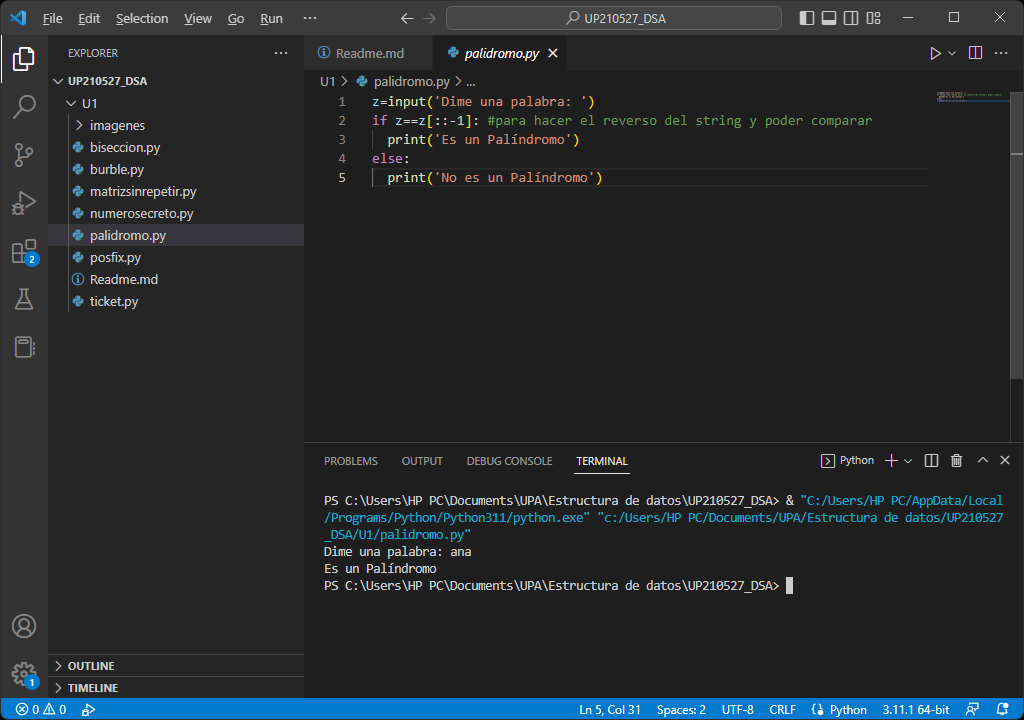 File Edit Selection View Go Run ··· UP210527_DSA
EXPLORER ···
UP210527_DSA
U1
imagenes
biseccion.py
burble.py
matrizsinrepetir.py
numerosecreto.py
palidromo.py
posfix.py
Readme.md
ticket.py
OUTLINE
TIMELINE
2
1
Readme.md palidromo.py
U1 > palidromo.py > ...
1 z=input('Dime una palabra: ')
2 if z==z[::-1]: #para hacer el reverso del string y poder comparar
3 print('Es un Palíndromo')
4 else:
5 print('No es un Palíndromo')
PROBLEMS OUTPUT DEBUG CONSOLE TERMINAL Python
PS C:\Users\HP PC\Documents\UPA\Estructura de datos\UP210527_DSA> & "C:/Users/HP PC/AppData/Local
/Programs/Python/Python311/python.exe" "c:/Users/HP PC/Documents/UPA/Estructura de datos/UP210527
_DSA/U1/palidromo.py"
Dime una palabra: ana
Es un Palíndromo
PS C:\Users\HP PC\Documents\UPA\Estructura de datos\UP210527_DSA>
0 0 Ln 5, Col 31 Spaces: 2 UTF-8 CRLF Python 3.11.1 64-bit